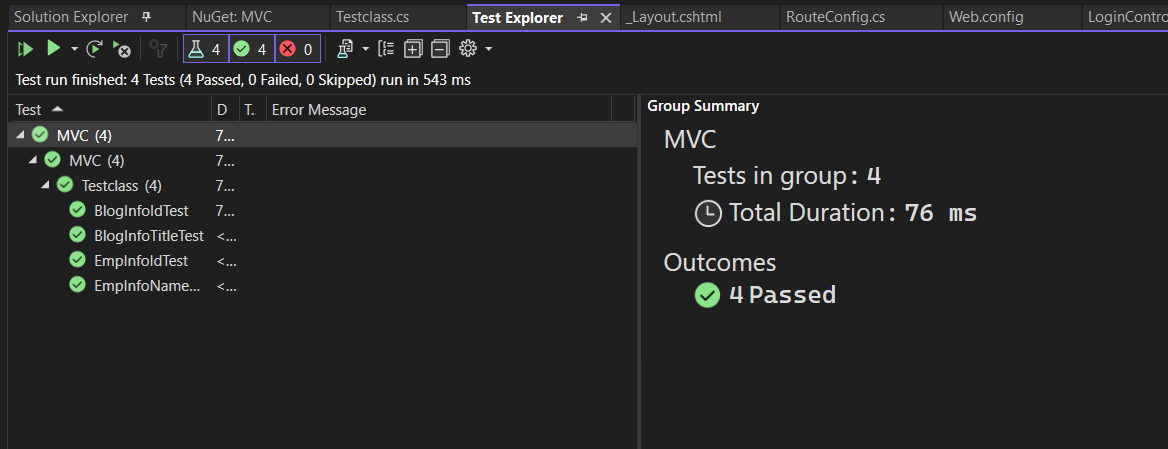 Solution Explorer NuGet: MVC Testclass.cs Test Explorer _Layout.cshtml RouteConfig.cs Web.config LoginContro
4 4 0
Test run finished: 4 Tests (4 Passed, 0 Failed, 0 Skipped) run in 543 ms
Test D T.. Error Message
MVC (4) 7...
MVC (4) 7...
Testclass (4) 7...
BlogInfoIdTest 7...
BlogInfoTitleTest <...
EmpInfoIdTest <...
EmpInfoName... <...
Group Summary
MVC
Tests in group: 4
Total Duration: 76 ms
Outcomes
4 Passed